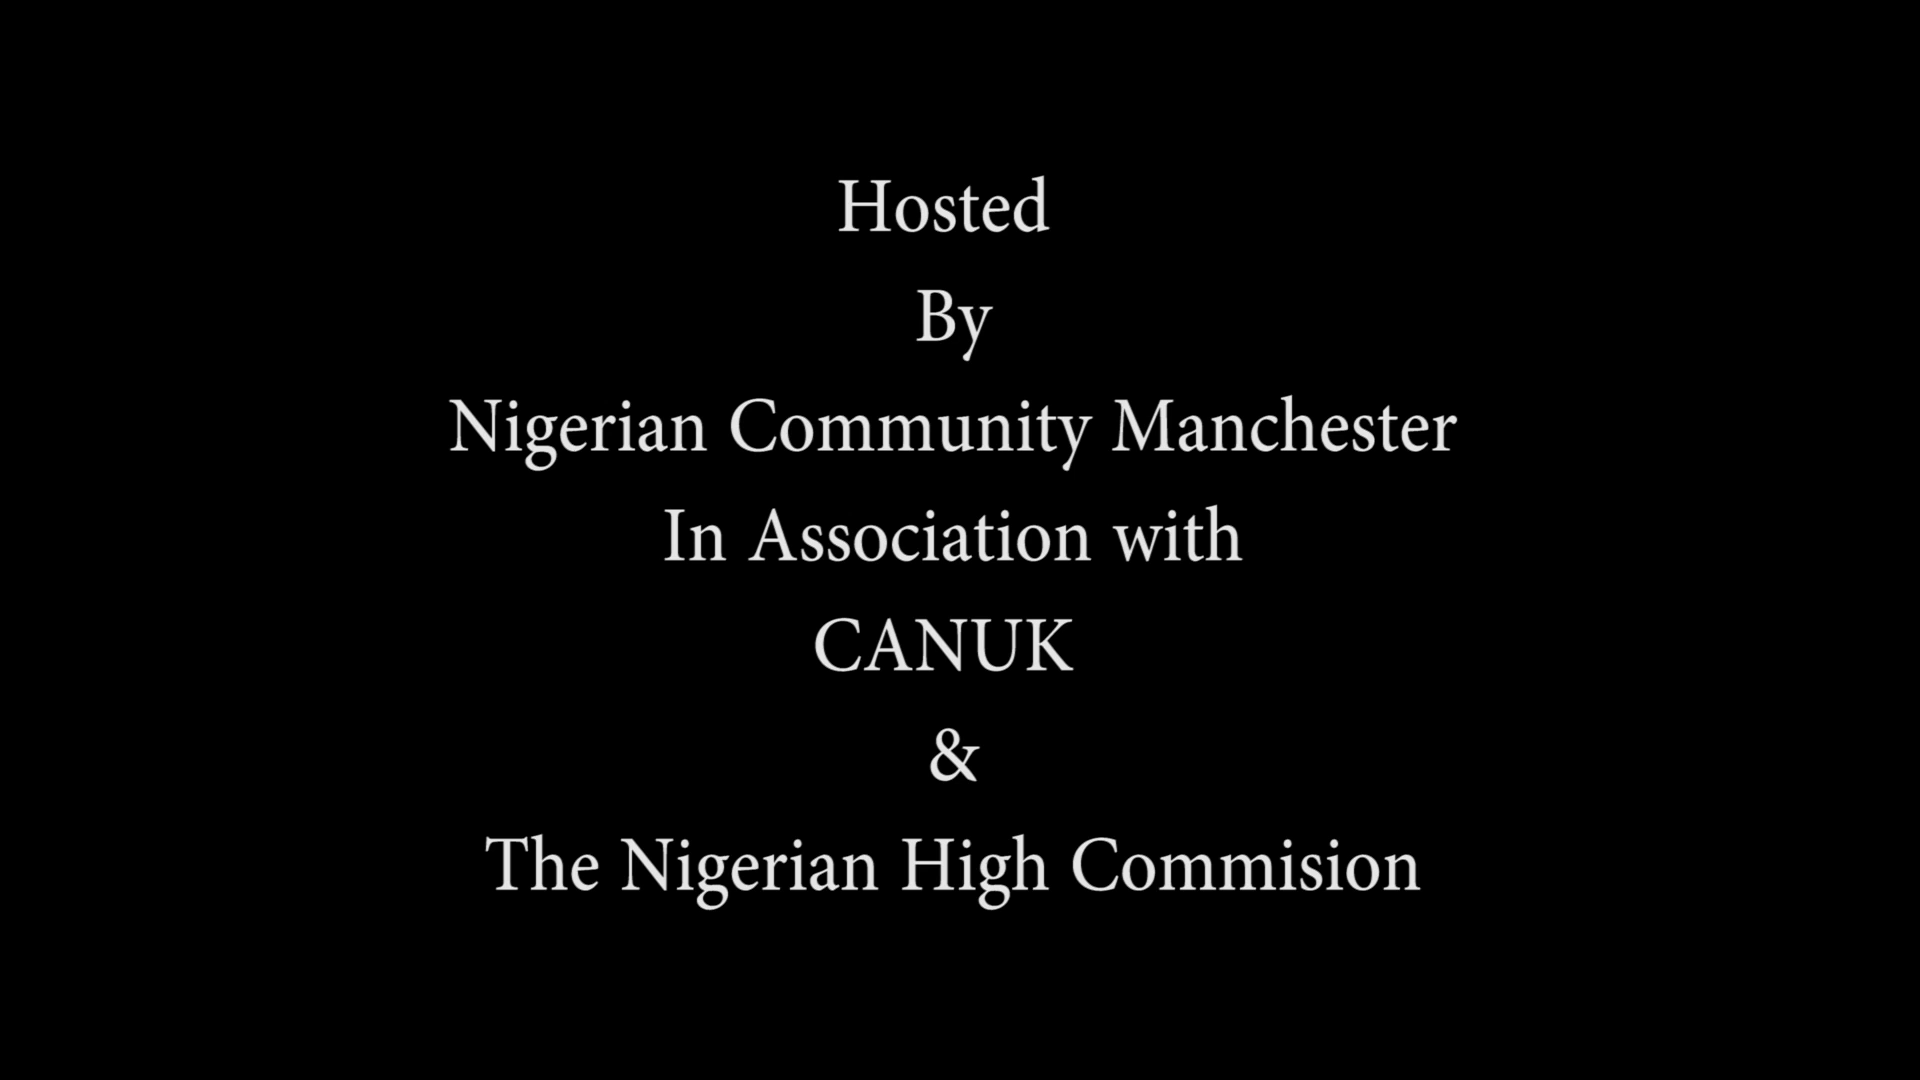 Hosted
By
Nigerian Community Manchester
In Association with
CANUK
&
The Nigerian High Commision